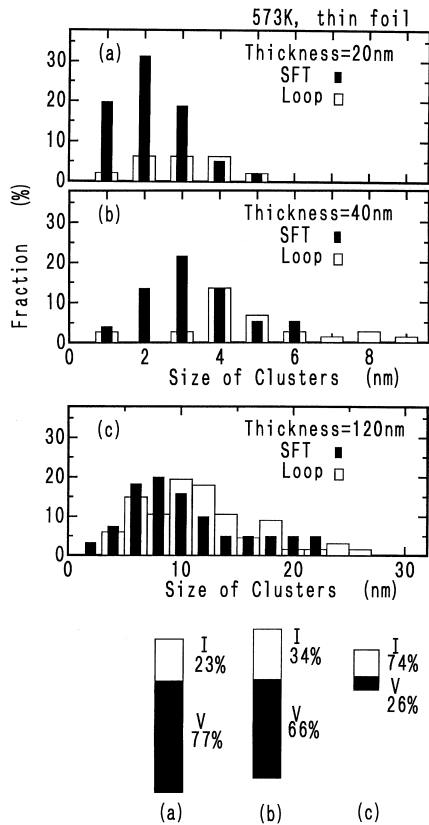 573K, thin foil
(a)
Thickness=20nm
SFT
Loop
30
20
10
0
(b)
Thickness=40nm
SFT
Loop
30
20
10
0
Fraction (%)
0 2 4 6 8
Size of Clusters (nm)
(c)
Thickness=120nm
SFT
Loop
30
20
10
0
0 10 20 30
Size of Clusters (nm)
I
23%
V
77%
I
34%
V
66%
I
74%
V
26%
(a) (b) (c)